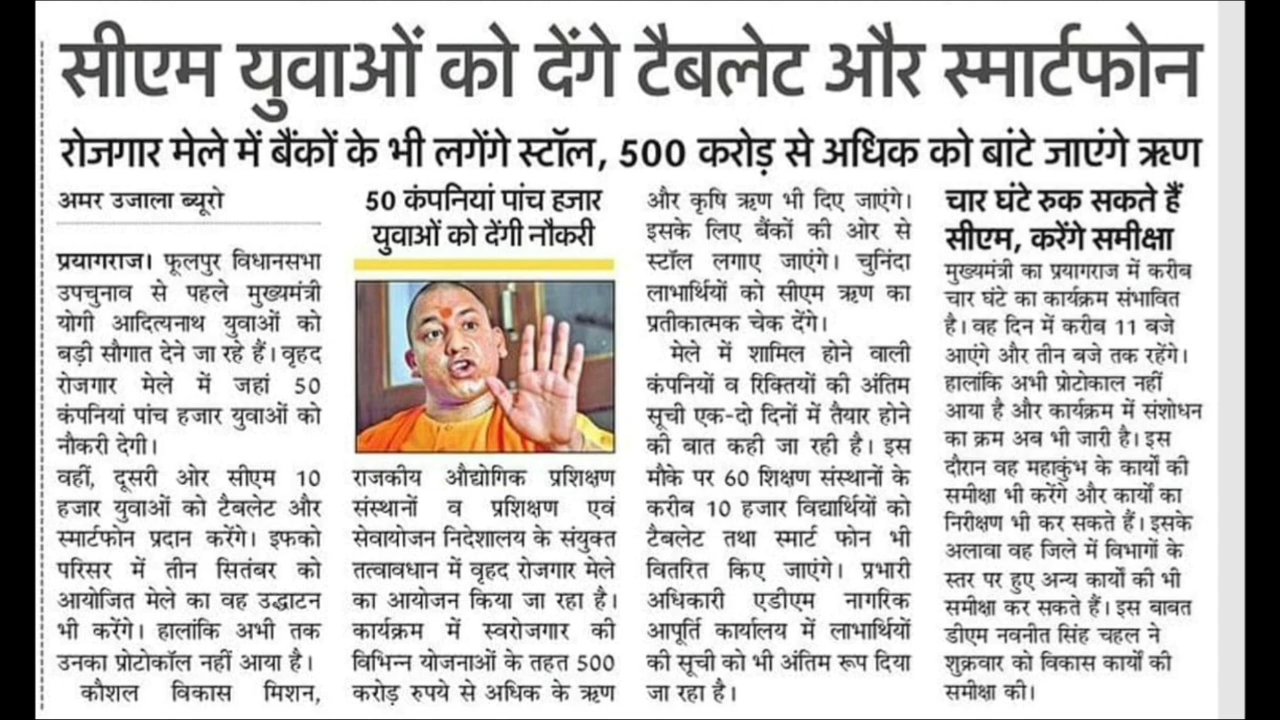 सीएम युवाओं को देंगे टैबलेट और स्मार्टफोन
रोजगार मेले में बैंकों के भी लगेंगे स्टॉल, 500 करोड़ से अधिक को बांटे जाएंगे ऋण
अमर उजाला ब्यूरो
प्रयागराज। फूलपुर विधानसभा
उपचुनाव से पहले मुख्यमंत्री
योगी आदित्यनाथ युवाओं को
बड़ी सौगात देने जा रहे हैं। वृहद
रोजगार मेले में जहां 50
कंपनियां पांच हजार युवाओं को
नौकरी देगी।
वहीं, दूसरी ओर सीएम 10
हजार युवाओं को टैबलेट और
स्मार्टफोन प्रदान करेंगे। इफको
परिसर में तीन सितंबर को
आयोजित मेले का वह उद्धाटन
भी करेंगे। हालांकि अभी तक
उनका प्रोटोकॉल नहीं आया है।
कौशल विकास मिशन,
50 कंपनियां पांच हजार
युवाओं को देंगी नौकरी
राजकीय औद्योगिक प्रशिक्षण
संस्थानों व प्रशिक्षण एवं
सेवायोजन निदेशालय के संयुक्त
तत्वावधान में वृहद रोजगार मेले
का आयोजन किया जा रहा है।
कार्यक्रम में स्वरोजगार की
विभिन्न योजनाओं के तहत 500
करोड़ रुपये से अधिक के ऋण
और कृषि ऋण भी दिए जाएंगे।
इसके लिए बैंकों की ओर से
स्टॉल लगाए जाएंगे। चुनिंदा
लाभार्थियों को सीएम ऋण का
प्रतीकात्मक चेक देंगे।
मेले में शामिल होने वाली
कंपनियों व रिक्तियों की अंतिम
सूची एक-दो दिनों में तैयार होने
की बात कही जा रही है। इस
मौके पर 60 शिक्षण संस्थानों के
करीब 10 हजार विद्यार्थियों को
टैबलेट तथा स्मार्ट फोन भी
वितरित किए जाएंगे। प्रभारी
अधिकारी एडीएम नागरिक
आपूर्ति कार्यालय में लाभार्थियों
की सूची को भी अंतिम रूप दिया
जा रहा है।
चार घंटे रुक सकते हैं
सीएम, करेंगे समीक्षा
मुख्यमंत्री का प्रयागराज में करीब
चार घंटे का कार्यक्रम संभावित
है। वह दिन में करीब 11 बजे
आएंगे और तीन बजे तक रहेंगे।
हालांकि अभी प्रोटोकाल नहीं
आया है और कार्यक्रम में संशोधन
का क्रम अब भी जारी है। इस
दौरान वह महाकुंभ के कार्यों की
समीक्षा भी करेंगे और कार्यों का
निरीक्षण भी कर सकते हैं। इसके
अलावा वह जिले में विभागों के
स्तर पर हुए अन्य कार्यों की भी
समीक्षा कर सकते हैं। इस बाबत
डीएम नवनीत सिंह चहल ने
शुक्रवार को विकास कार्यों की
समीक्षा की।